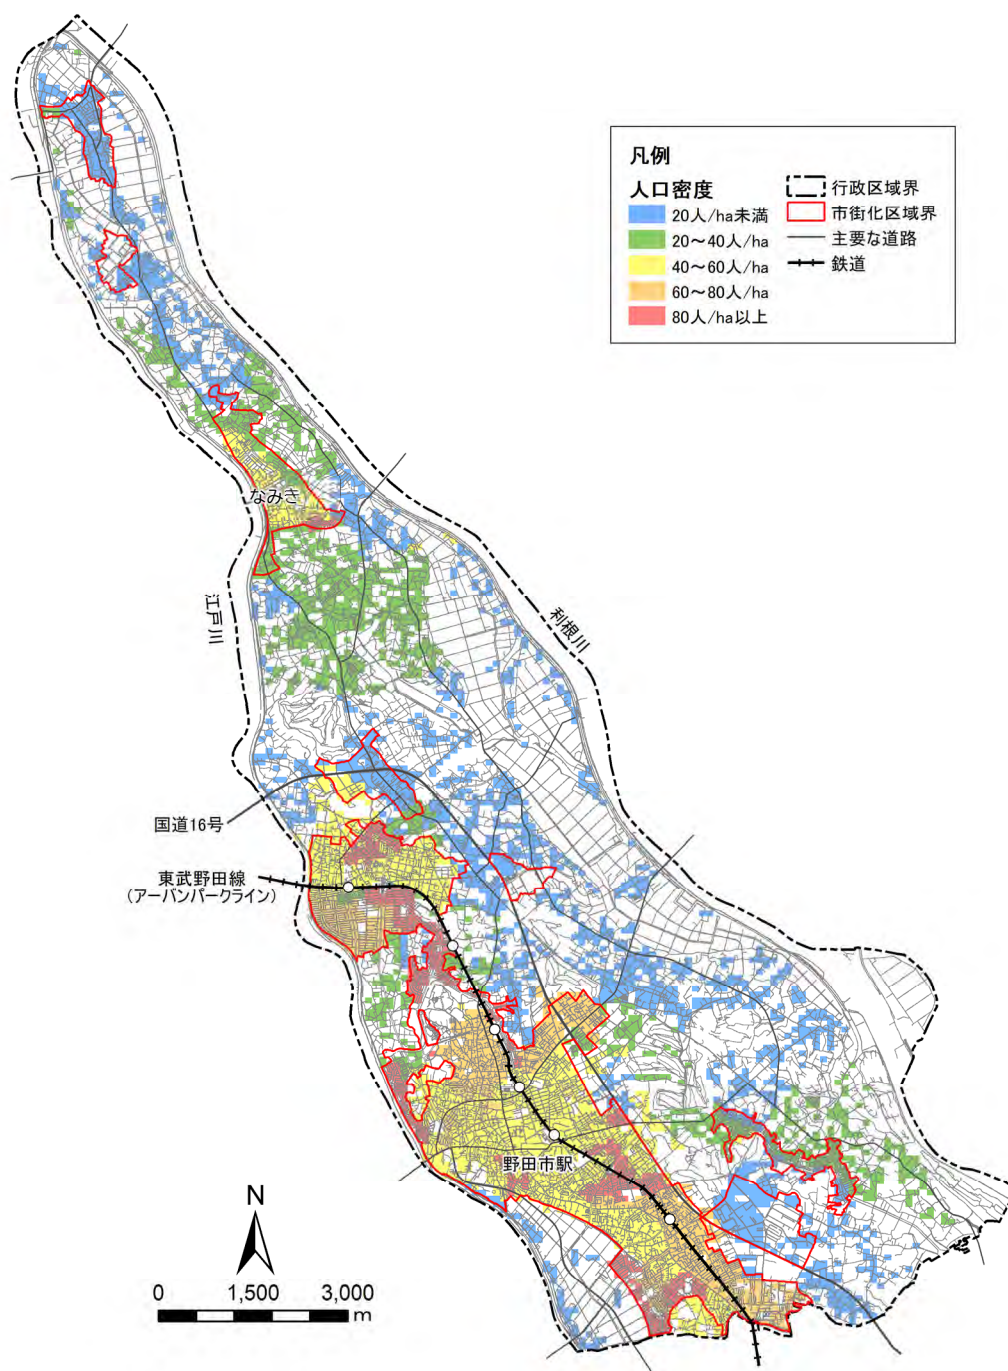 凡例
人口密度
20人/ha未満
20～40人/ha
40～60人/ha
60～80人/ha
80人/ha以上
行政区域界
市街化区域界
主要な道路
鉄道
なみき
江戸川
利根川
国道16号
東武野田線
(アーバンパークライン)
野田市駅
N
0 1,500 3,000
m